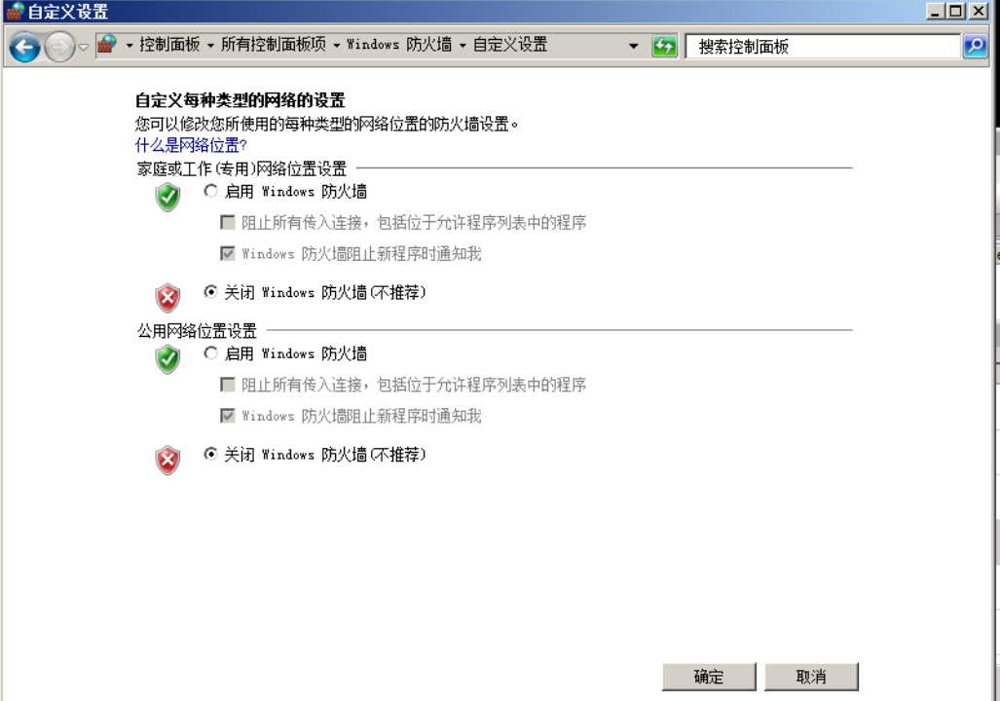 自定义设置
控制面板 所有控制面板项 Windows 防火墙 自定义设置 搜索控制面板
自定义每种类型的网络的设置
您可以修改您所使用的每种类型的网络位置的防火墙设置。
什么是网络位置?
家庭或工作(专用)网络位置设置
启用 Windows 防火墙
阻止所有传入连接，包括位于允许程序列表中的程序
Windows 防火墙阻止新程序时通知我
关闭 Windows 防火墙(不推荐)
公用网络位置设置
启用 Windows 防火墙
阻止所有传入连接，包括位于允许程序列表中的程序
Windows 防火墙阻止新程序时通知我
关闭 Windows 防火墙(不推荐)
确定 取消